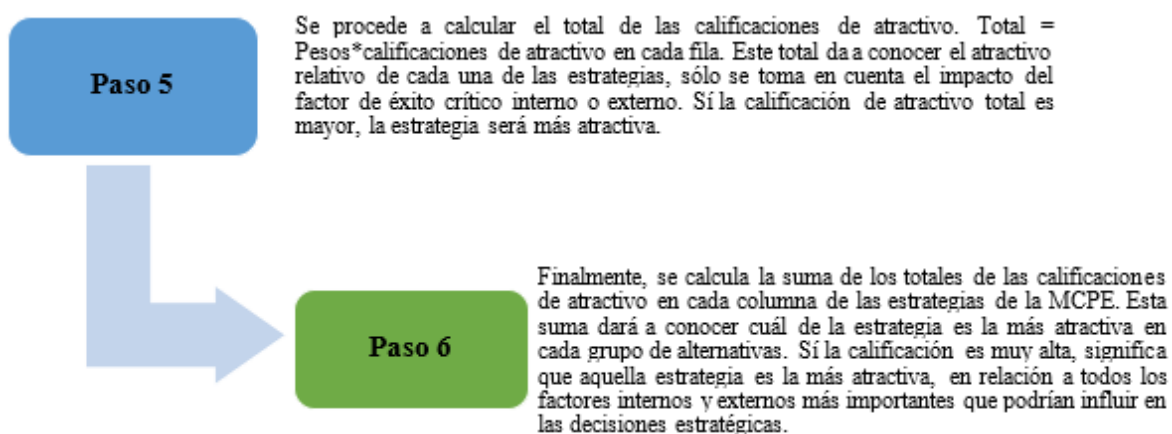 Paso 5
Se procede a calcular el total de las calificaciones de atractivo. Total =
Pesos*calificaciones de atractivo en cada fila. Este total da a conocer el atractivo
relativo de cada una de las estrategias, sólo se toma en cuenta el impacto del
factor de éxito crítico interno o externo. Sí la calificación de atractivo total es
mayor, la estrategia será más atractiva.
Paso 6
Finalmente, se calcula la suma de los totales de las calificaciones
de atractivo en cada columna de las estrategias de la MCPE. Esta
suma dará a conocer cuál de la estrategia es la más atractiva en
cada grupo de alternativas. Sí la calificación es muy alta, significa
que aquella estrategia es la más atractiva, en relación a todos los
factores internos y externos más importantes que podrían influir en
las decisiones estratégicas.